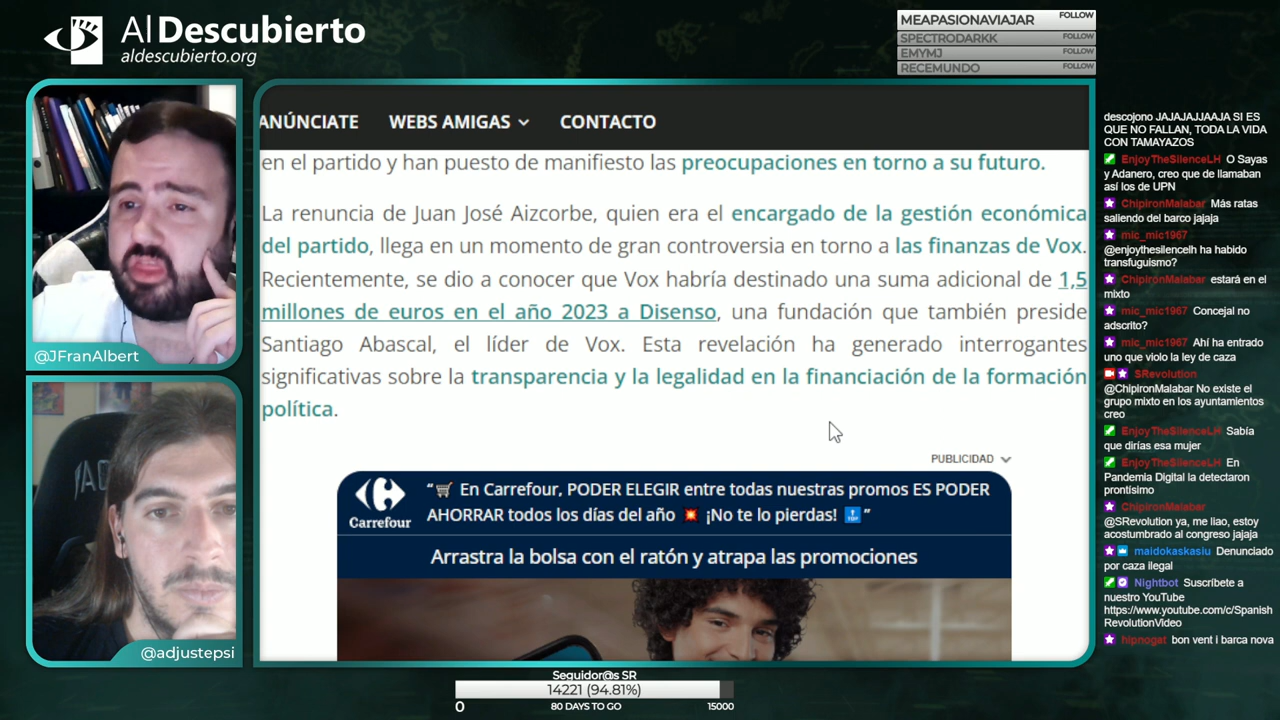 Al Descubierto
aldescubierto.org
MEAPASIONAVIAJAR FOLLOW
SPECTRODARKK FOLLOW
EMYMJ FOLLOW
RECEMUNDO FOLLOW
@JFranAlbert
@adjustepsi
ANÚNCIATE WEBS AMIGAS CONTACTO
en el partido y han puesto de manifiesto las preocupaciones en torno a su futuro.
La renuncia de Juan José Aizcorbe, quien era el encargado de la gestión económica
del partido, llega en un momento de gran controversia en torno a las finanzas de Vox.
Recientemente, se dio a conocer que Vox habría destinado una suma adicional de 1,5
millones de euros en el año 2023 a Disenso, una fundación que también preside
Santiago Abascal, el líder de Vox. Esta revelación ha generado interrogantes
significativas sobre la transparencia y la legalidad en la financiación de la formación
política.
PUBLICIDAD
Carrefour
“🛒 En Carrefour, PODER ELEGIR entre todas nuestras promos ES PODER
AHORRAR todos los días del año 💥 ¡No te lo pierdas! 🔝”
Arrastra la bolsa con el ratón y atrapa las promociones
descojono JAJAJAJJAAJA SI ES
QUE NO FALLAN, TODA LA VIDA
CON TAMAYAZOS
EnjoyTheSilenceLH O Sayas
y Adanero, creo que de llamaban
así los de UPN
ChipironMalabar Más ratas
saliendo del barco jajaja
mic_mic1967
@enjoythesilencelh ha habido
transfuguismo?
ChipironMalabar estará en el
mixto
mic_mic1967 Concejal no
adscrito?
mic_mic1967 Ahí ha entrado
uno que violo la ley de caza
SRevolution
@ChipironMalabar No existe el
grupo mixto en los ayuntamientos
creo
EnjoyTheSilenceLH Sabía
que dirías esa mujer
EnjoyTheSilenceLH En
Pandemia Digital la detectaron
prontísimo
ChipironMalabar
@SRevolution ya, me liao, estoy
acostumbrado al congreso jajaja
maidokaskasiu Denunciado
por caza ilegal
Nightbot Suscríbete a
nuestro YouTube
https://www.youtube.com/c/Spanish
RevolutionVideo
hipnogat bon vent i barca nova
Seguidor@s SR
14221 (94.81%)
0 80 DAYS TO GO 15000